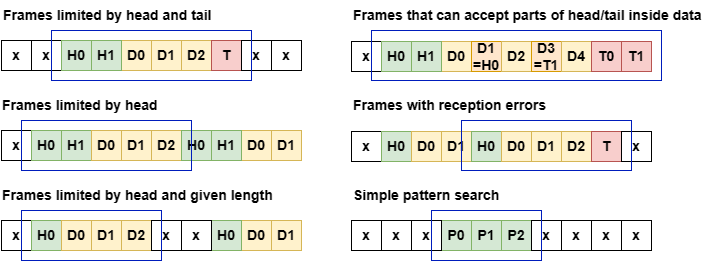 Frames limited by head and tail
x x H0 H1 D0 D1 D2 T x x
Frames that can accept parts of head/tail inside data
x H0 H1 D0 D1 =H0 D2 D3 =T1 D4 T0 T1
Frames limited by head
x H0 H1 D0 D1 D2 H0 H1 D0 D1
Frames with reception errors
x H0 D0 D1 H0 D0 D1 D2 T x
Frames limited by head and given length
x H0 D0 D1 D2 x x H0 D0 D1
Simple pattern search
x x x P0 P1 P2 x x x x